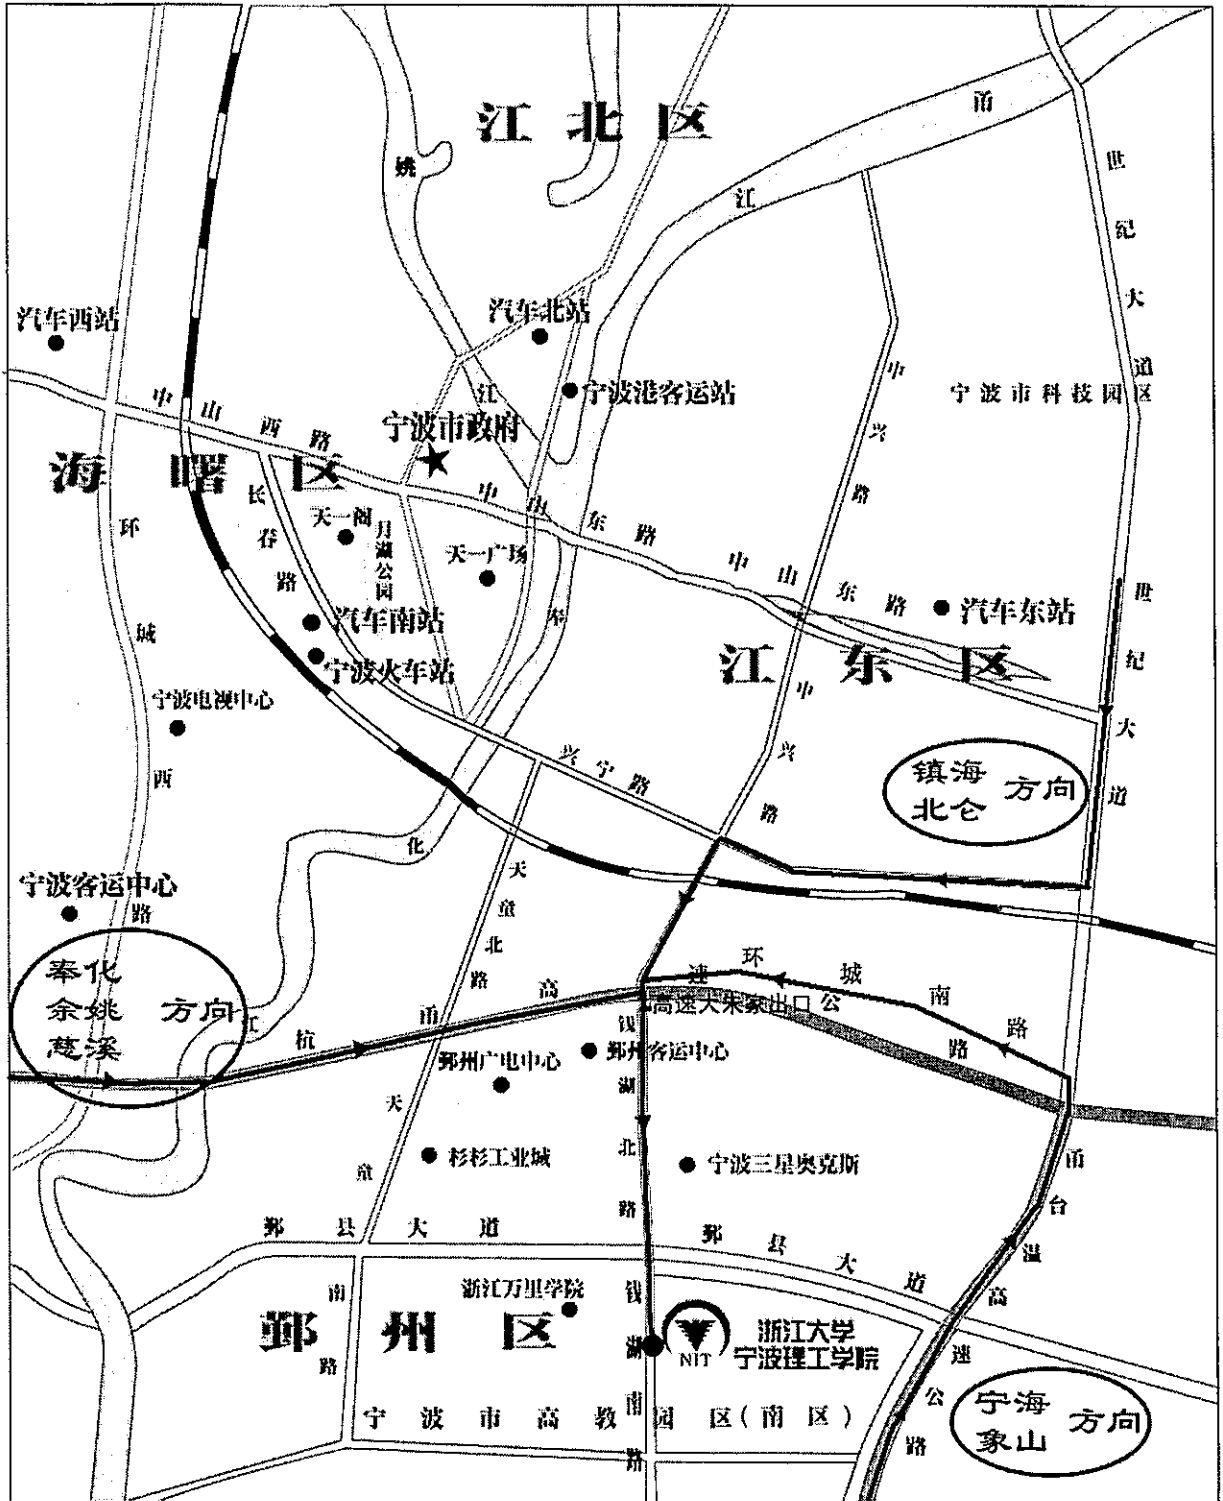 江北区
甬
江
姚
世纪大道
汽车西站
汽车北站
宁波港客运站
江
宁波市政府
中山西路
中兴路
宁波市科技园区
海曙区
长春路
天一阁
月湖公园
天一广场
中山东路
中山东路
环城西路
汽车南站
宁波火车站
奉
汽车东站
世纪大道
江东区
宁波电视中心
中兴路
兴宁路
镇海
北仑
方向
化
天童北路
宁波客运中心
奉化
余姚
慈溪
方向
江
杭甬高速公路
环城南路
高速大朱家出口
钱湖北路
鄞州客运中心
鄞州广电中心
天童南路
杉杉工业城
宁波三星奥克斯
甬台温高速公路
鄞县大道
鄞县大道
浙江万里学院
钱湖南路
鄞州区
NIT
浙江大学
宁波理工学院
宁波市高教园区(南区)
宁海
象山
方向